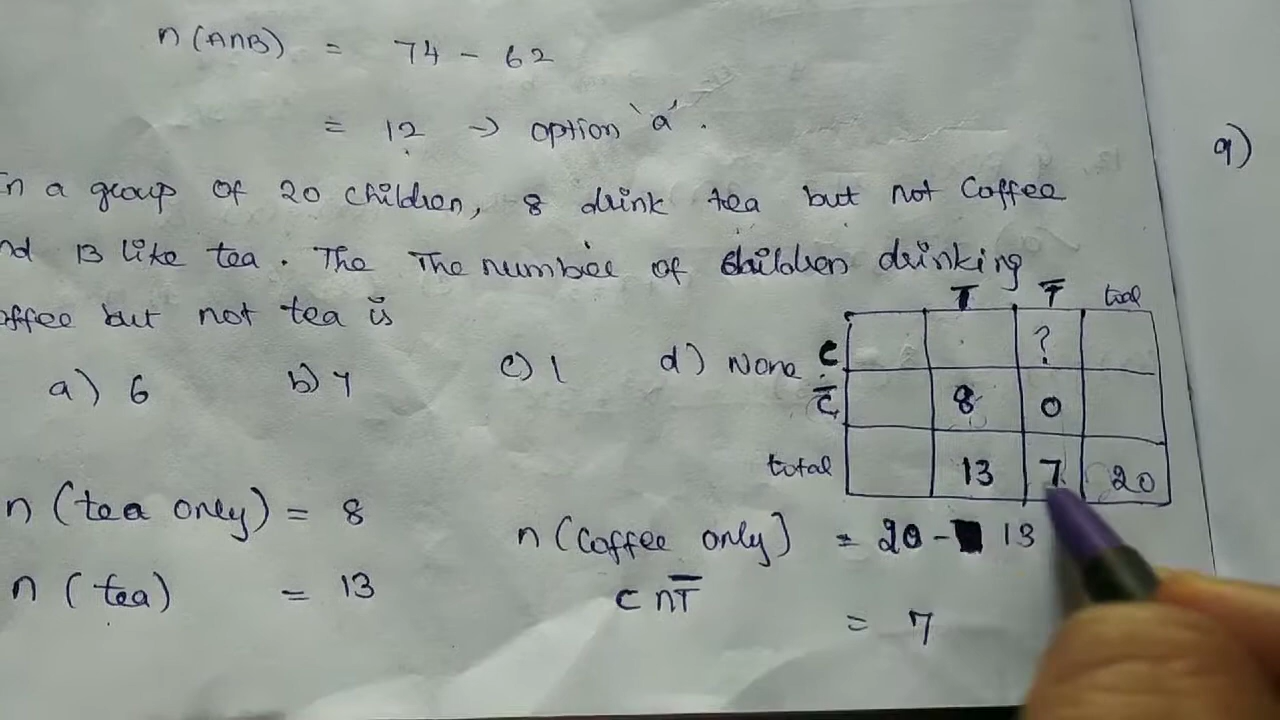 n(A∩B) = 74 - 62
= 12 → option 'a'.
9)
In a group of 20 children, 8 drink tea but not Coffee
nd 13 like tea. The The number of children drinking
offee but not tea is
a) 6 b) 7 c) 1 d) None
T T̅ total
C ?
C̅ 8 0
total 13 7 20
n (tea only) = 8
n (Coffee only) = 20 - 13
n (tea) = 13
C ∩ T̅
= 7